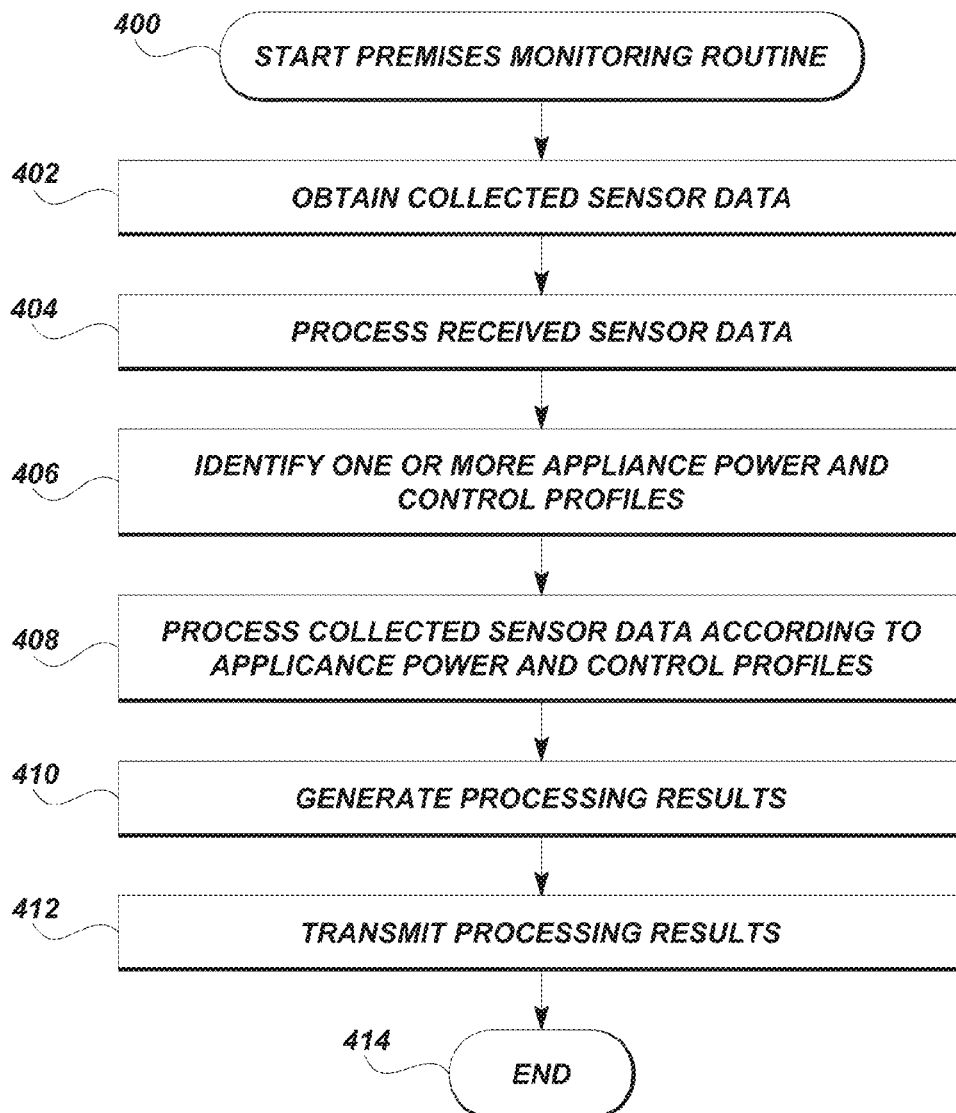 400
START PREMISES MONITORING ROUTINE
402
OBTAIN COLLECTED SENSOR DATA
404
PROCESS RECEIVED SENSOR DATA
406
IDENTIFY ONE OR MORE APPLIANCE POWER AND
CONTROL PROFILES
408
PROCESS COLLECTED SENSOR DATA ACCORDING TO
APPLICANCE POWER AND CONTROL PROFILES
410
GENERATE PROCESSING RESULTS
412
TRANSMIT PROCESSING RESULTS
414
END